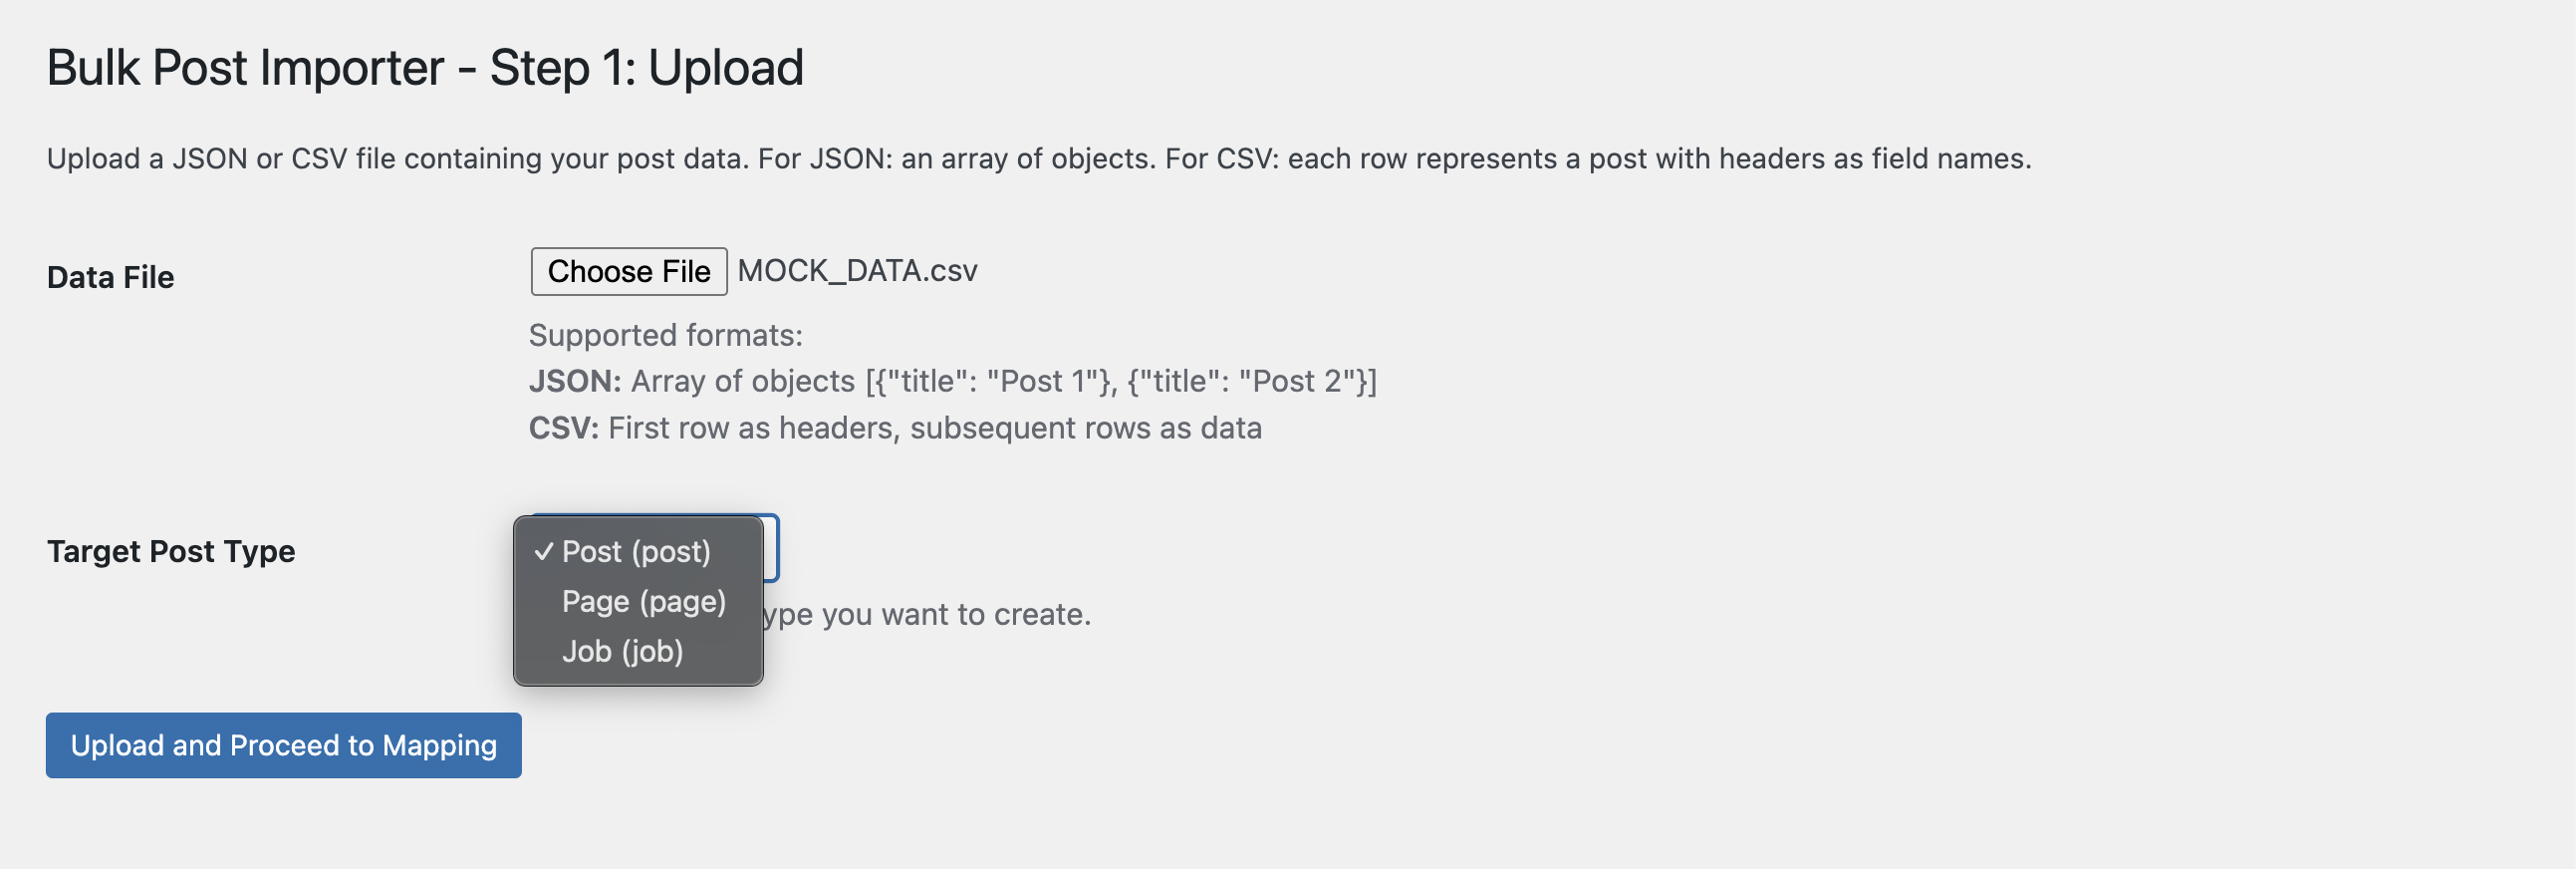 Bulk Post Importer - Step 1: Upload
Upload a JSON or CSV file containing your post data. For JSON: an array of objects. For CSV: each row represents a post with headers as field names.
Data File
Choose File MOCK_DATA.csv
Supported formats:
JSON: Array of objects [{"title": "Post 1"}, {"title": "Post 2"}]
CSV: First row as headers, subsequent rows as data
Target Post Type
✓ Post (post)
Page (page)
Job (job)
you want to create.
Upload and Proceed to Mapping